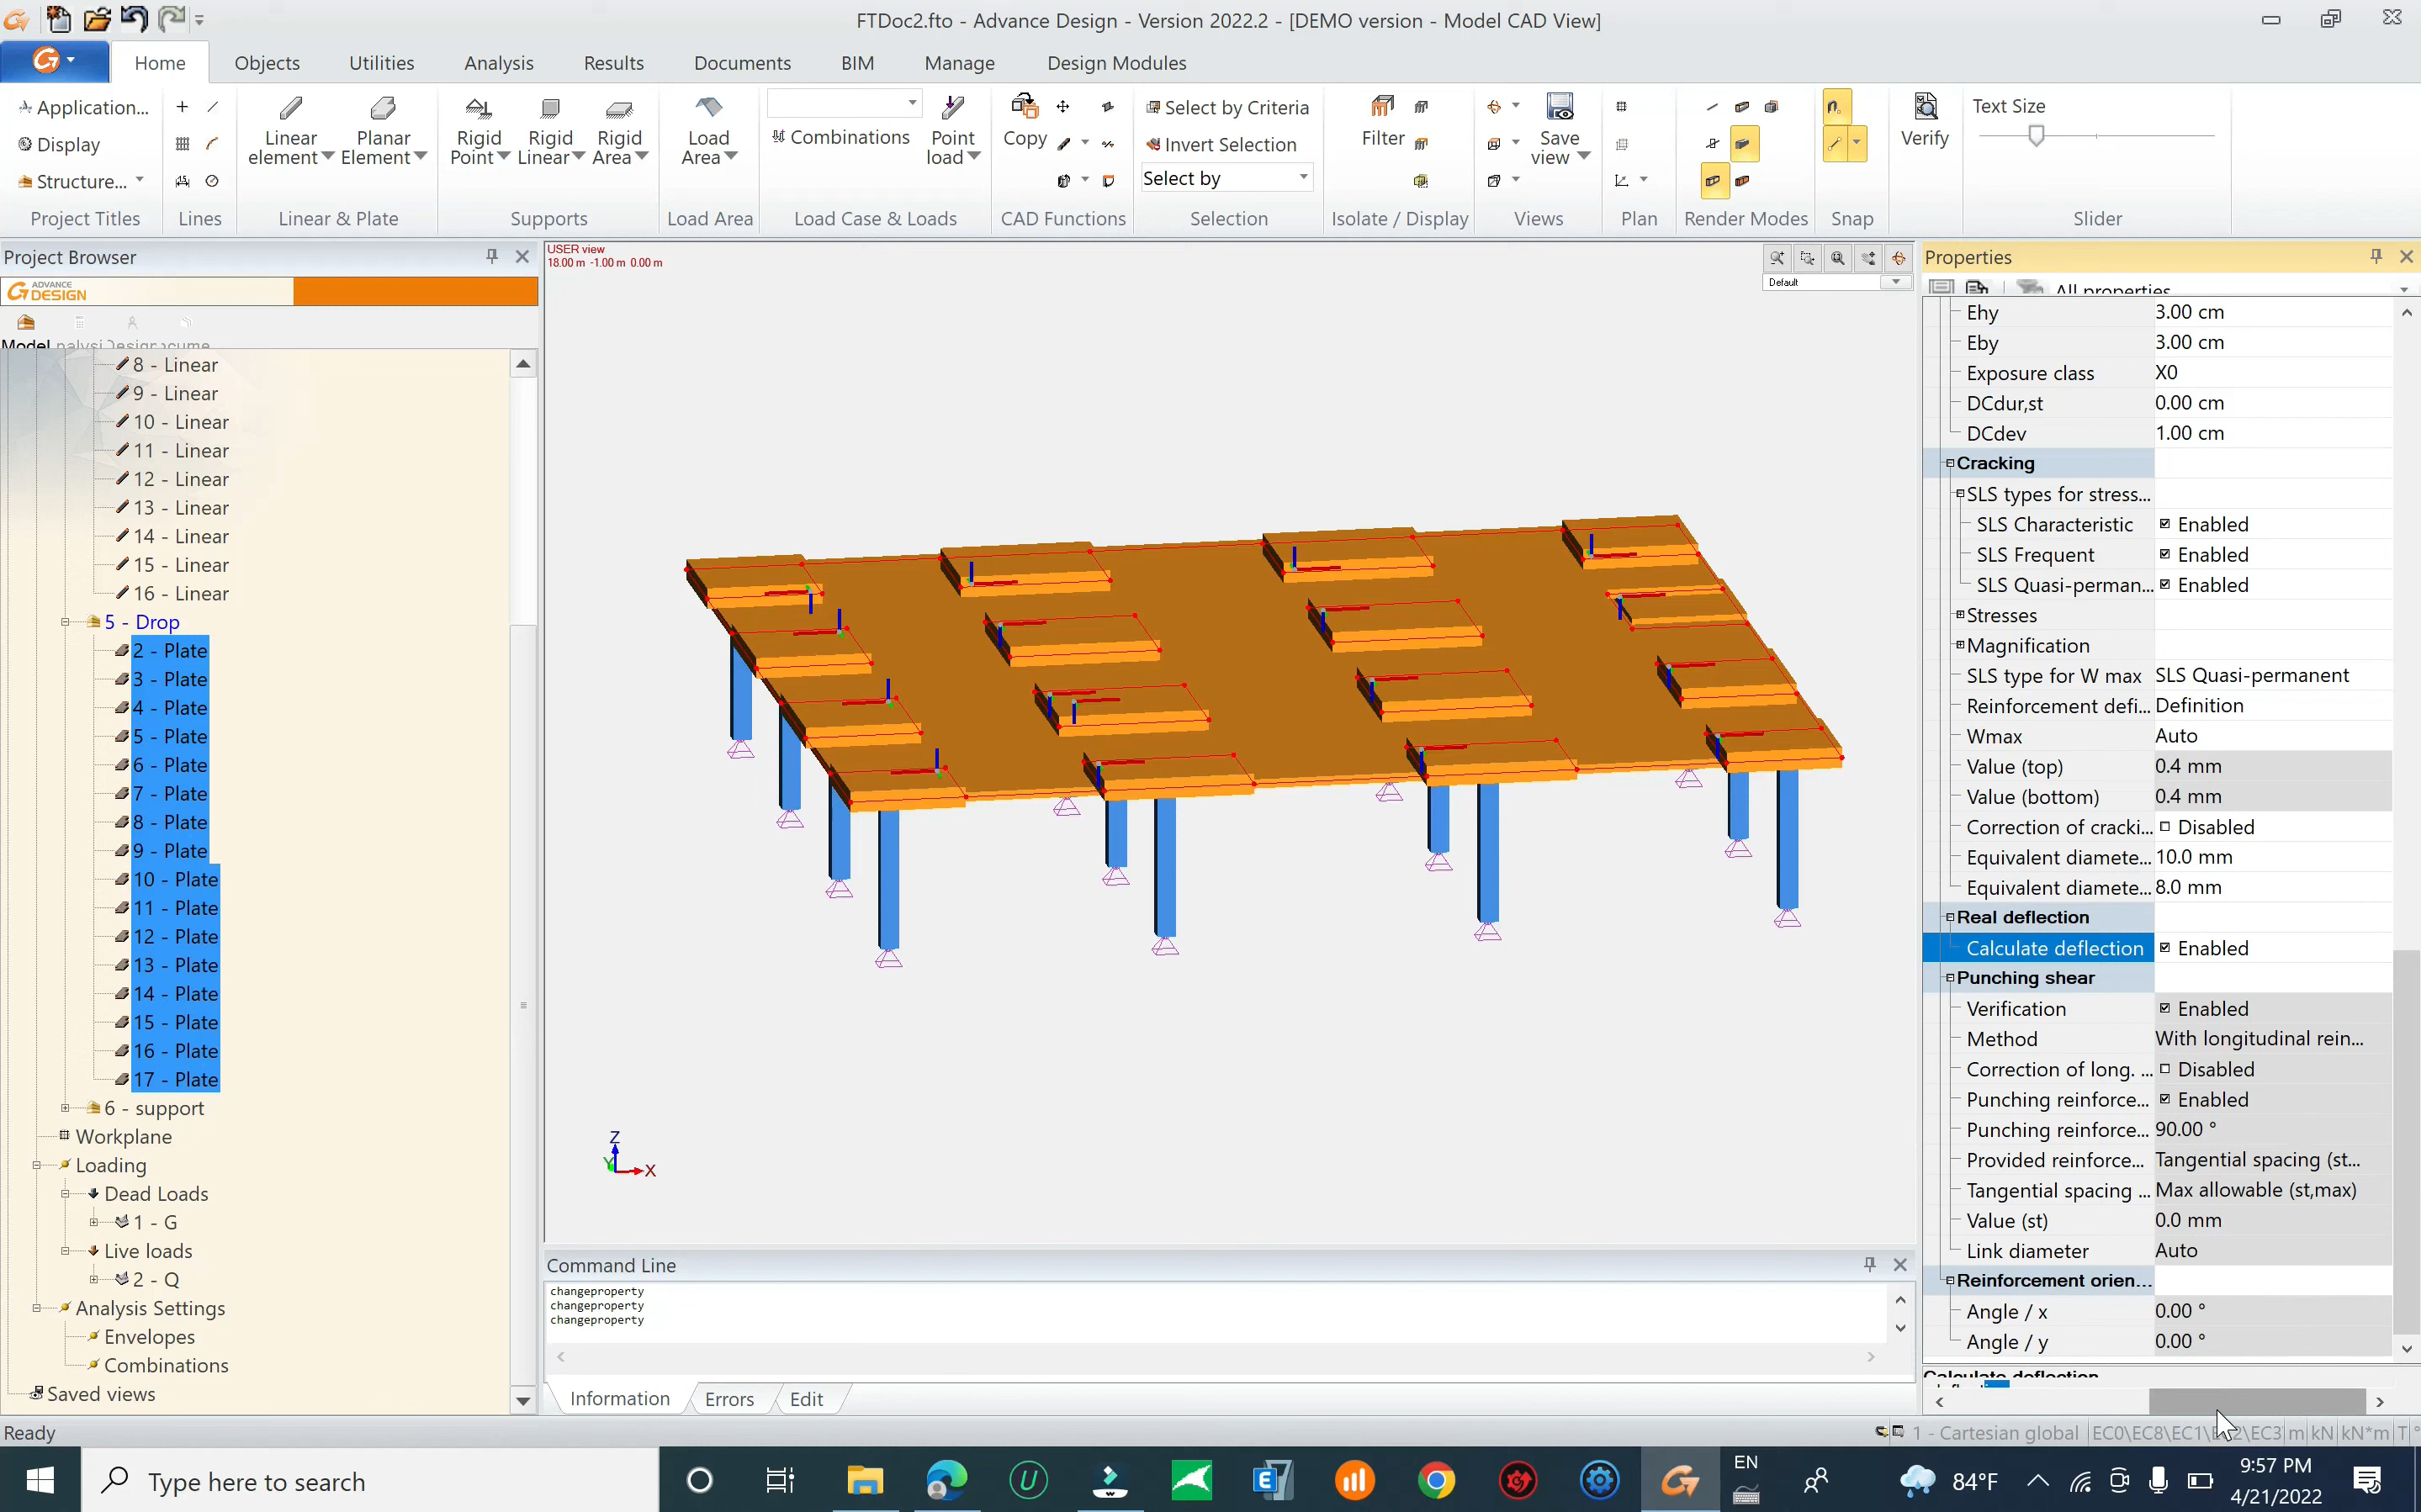 FTDoc2.fto - Advance Design - Version 2022.2 - [DEMO version - Model CAD View]
Home
Objects
Utilities
Analysis
Results
Documents
BIM
Manage
Design Modules
Application...
Display
Structure...
Project Titles
Lines
Linear
element
Planar
Element
Linear & Plate
Rigid
Point
Rigid
Linear
Rigid
Area
Supports
Load
Area
Load Area
Combinations
Point
load
Load Case & Loads
Copy
CAD Functions
Select by Criteria
Invert Selection
Select by
Selection
Filter
Isolate / Display
Save
view
Views
Plan
Render Modes
Snap
Verify
Text Size
Slider
Project Browser
ADVANCE
DESIGN
Model
8 - Linear
9 - Linear
10 - Linear
11 - Linear
12 - Linear
13 - Linear
14 - Linear
15 - Linear
16 - Linear
5 - Drop
2 - Plate
3 - Plate
4 - Plate
5 - Plate
6 - Plate
7 - Plate
8 - Plate
9 - Plate
10 - Plate
11 - Plate
12 - Plate
13 - Plate
14 - Plate
15 - Plate
16 - Plate
17 - Plate
6 - support
Workplane
Loading
Dead Loads
1 - G
Live loads
2 - Q
Analysis Settings
Envelopes
Combinations
Saved views
USER view
18.00 m -1.00 m 0.00 m
Default
Z
Y
X
Command Line
changeproperty
changeproperty
changeproperty
Information
Errors
Edit
Properties
All properties
Ehy 3.00 cm
Eby 3.00 cm
Exposure class X0
DCdur,st 0.00 cm
DCdev 1.00 cm
Cracking
SLS types for stress...
SLS Characteristic Enabled
SLS Frequent Enabled
SLS Quasi-perman... Enabled
Stresses
Magnification
SLS type for W max SLS Quasi-permanent
Reinforcement defi... Definition
Wmax Auto
Value (top) 0.4 mm
Value (bottom) 0.4 mm
Correction of cracki... Disabled
Equivalent diamete... 10.0 mm
Equivalent diamete... 8.0 mm
Real deflection
Calculate deflection Enabled
Punching shear
Verification Enabled
Method With longitudinal rein...
Correction of long. ... Disabled
Punching reinforce... Enabled
Punching reinforce... 90.00 °
Provided reinforce... Tangential spacing (st...
Tangential spacing ... Max allowable (st,max)
Value (st) 0.0 mm
Link diameter Auto
Reinforcement orien...
Angle / x 0.00 °
Angle / y 0.00 °
Calculate deflection
Ready
1 - Cartesian global
EC0\EC8\EC1\EC2\EC3
m
kN
kN*m
T
°
Type here to search
EN
84°F
9:57 PM
4/21/2022